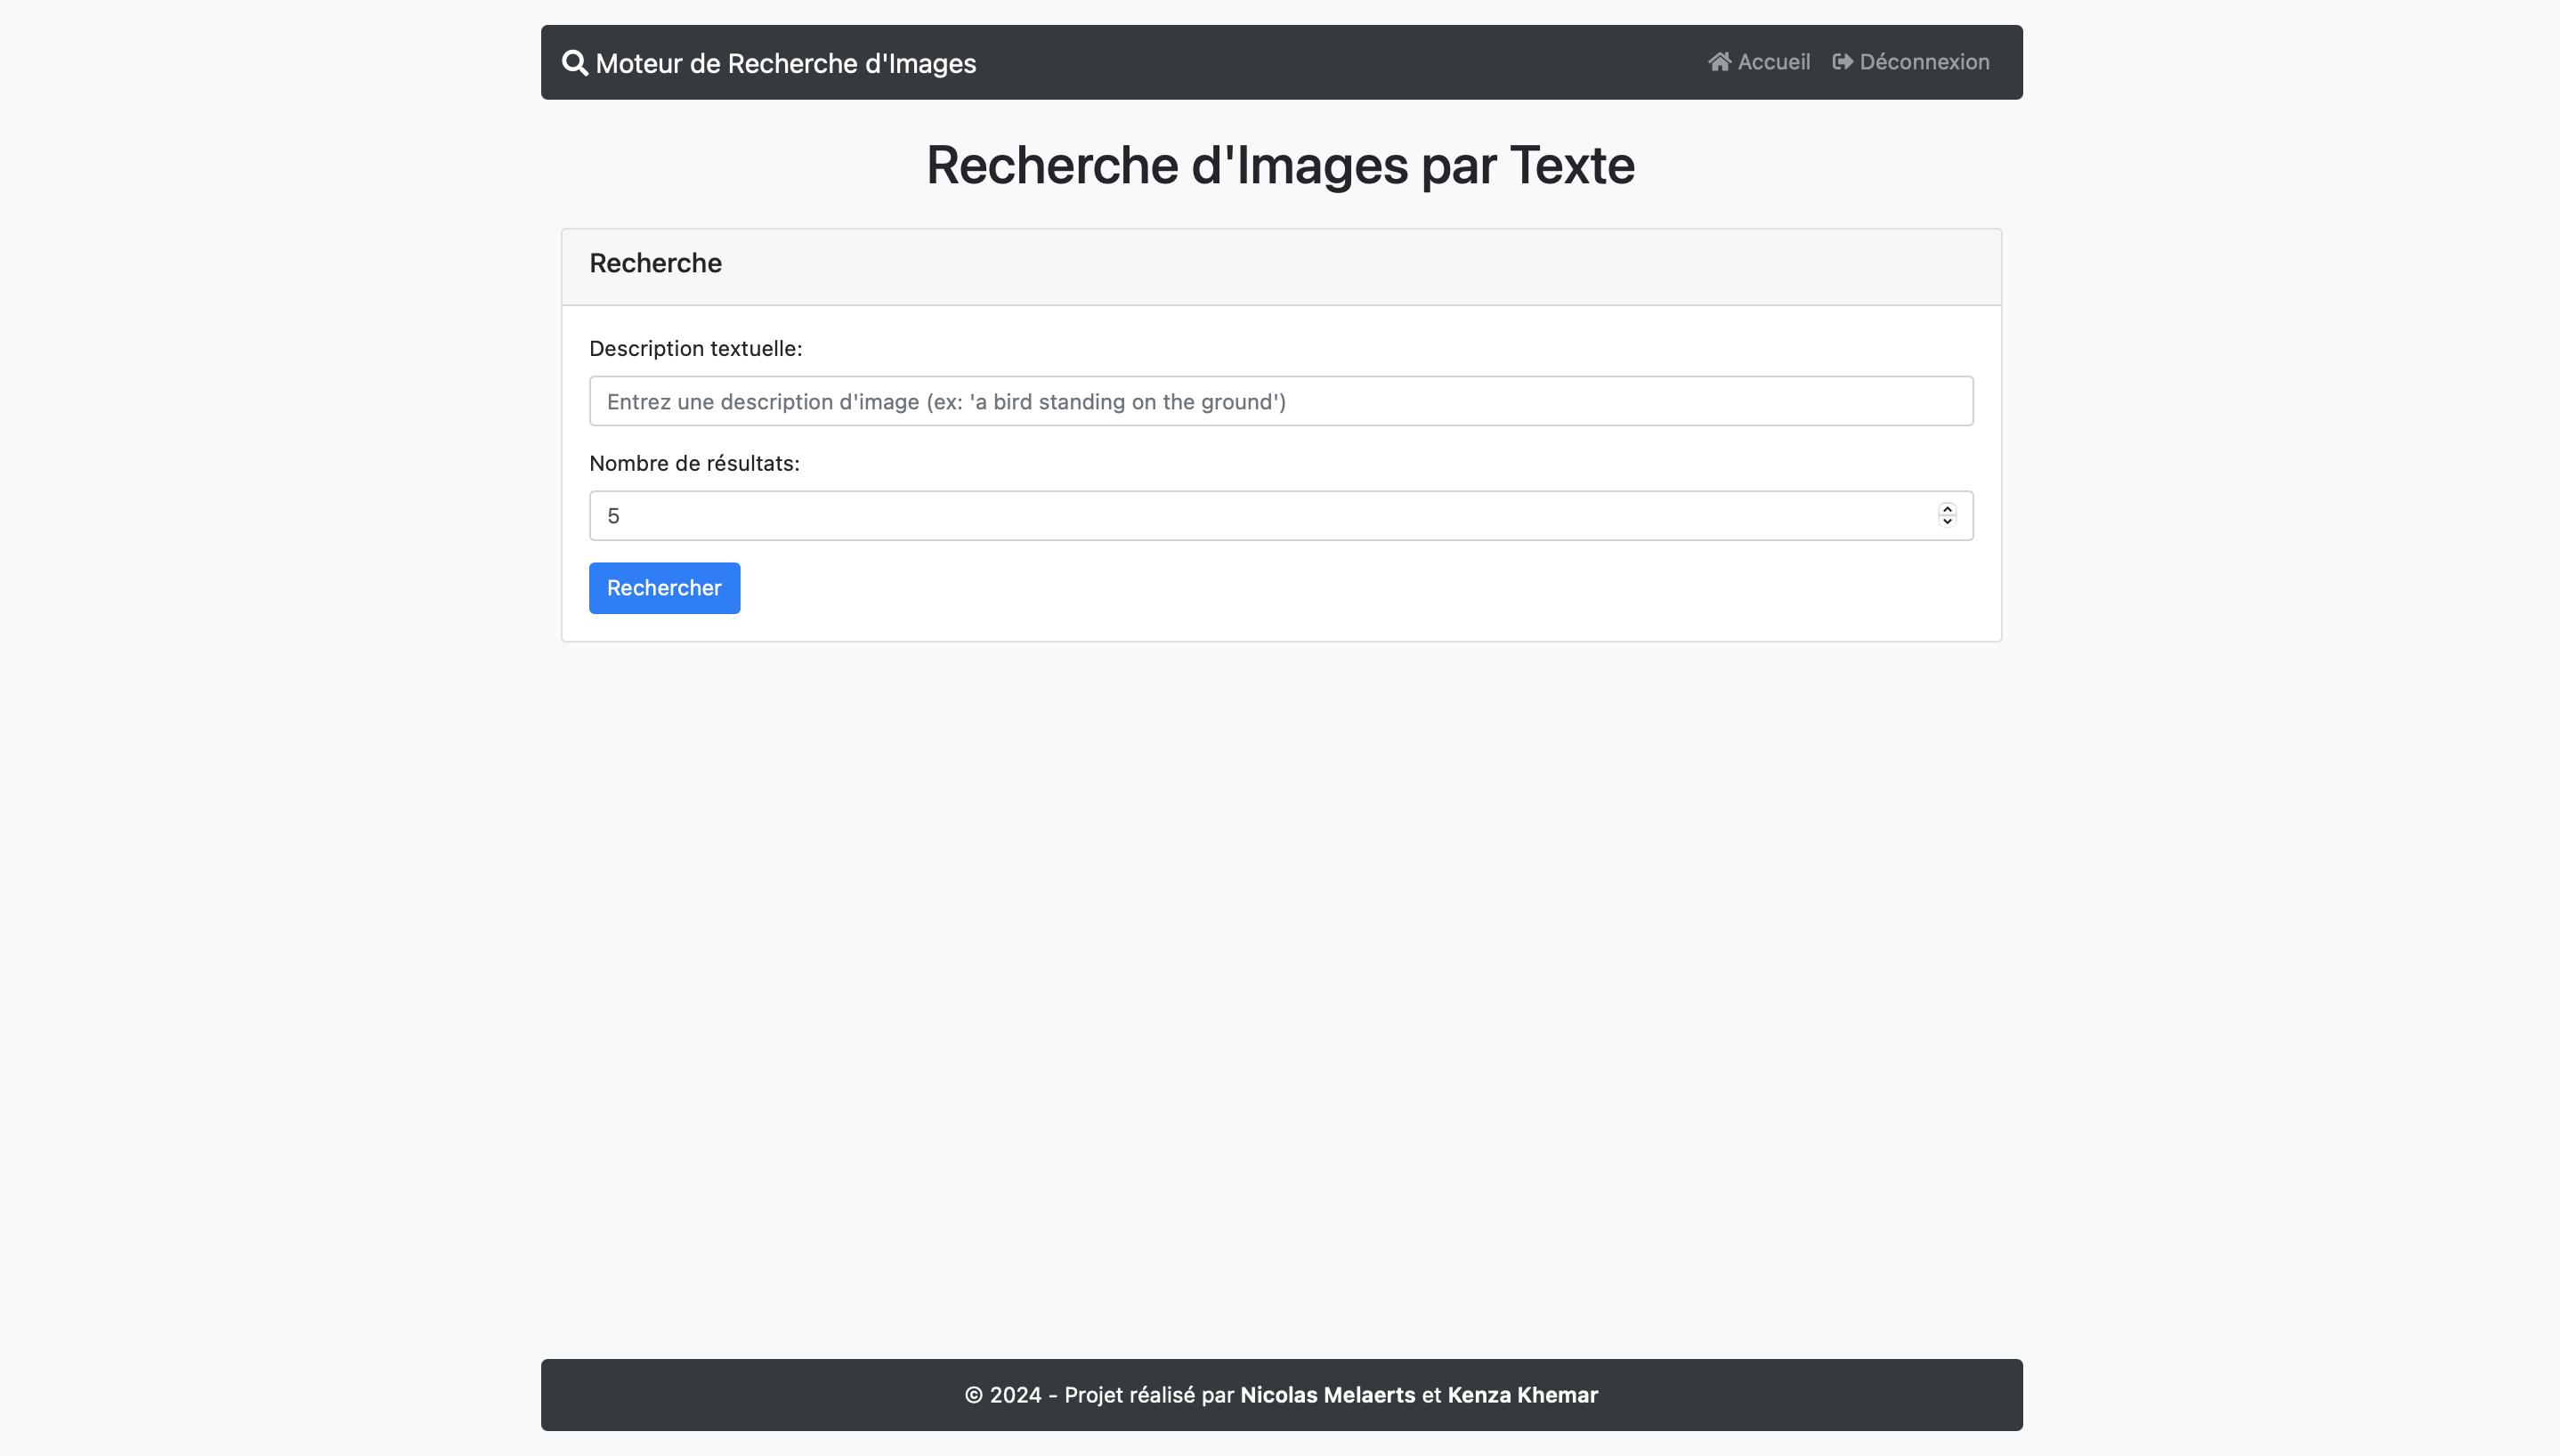 Moteur de Recherche d'Images
Accueil
Déconnexion
Recherche d'Images par Texte
Recherche
Description textuelle:
Entrez une description d'image (ex: 'a bird standing on the ground')
Nombre de résultats:
5
Rechercher
© 2024 - Projet réalisé par Nicolas Melaerts et Kenza Khemar